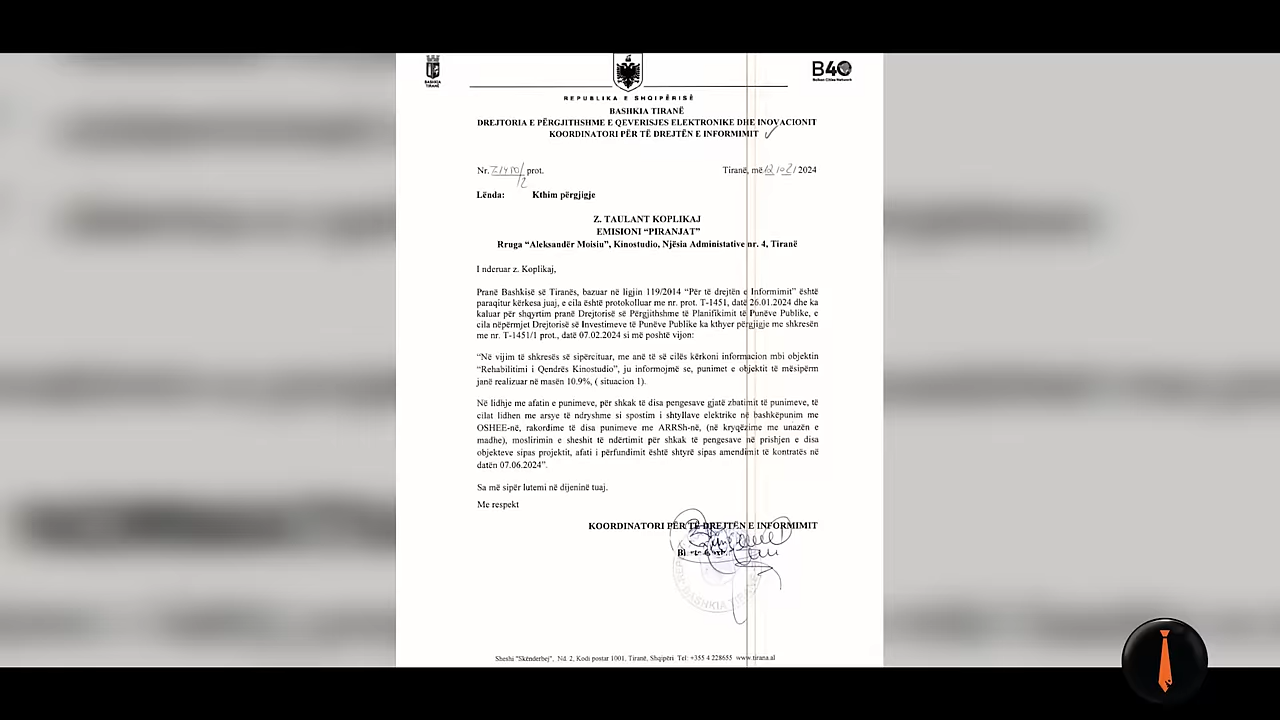 BASHKIA
TIRANË
B40
Balkan Cities Network
REPUBLIKA E SHQIPËRISË
BASHKIA TIRANË
DREJTORIA E PËRGJITHSHME E QEVERISJES ELEKTRONIKE DHE INOVACIONIT
KOORDINATORI PËR TË DREJTËN E INFORMIMIT
Nr. prot.
Tiranë, më 2024
Lënda: Kthim përgjigje
Z. TAULANT KOPLIKAJ
EMISIONI “PIRANJAT”
Rruga “Aleksandër Moisiu”, Kinostudio, Njësia Administative nr. 4, Tiranë
I nderuar z. Koplikaj,
Pranë Bashkisë së Tiranës, bazuar në ligjin 119/2014 “Për të drejtën e Informimit” është
paraqitur kërkesa juaj, e cila është protokolluar me nr. prot. T-1451, datë 26.01.2024 dhe ka
kaluar për shqyrtim pranë Drejtorisë së Përgjithshme të Planifikimit të Punëve Publike, e
cila nëpërmjet Drejtorisë së Investimeve të Punëve Publike ka kthyer përgjigje me shkresën
me nr. T-1451/1 prot., datë 07.02.2024 si më poshtë vijon:
“Në vijim të shkresës së sipërcituar, me anë të së cilës kërkoni informacion mbi objektin
“Rehabilitimi i Qendrës Kinostudio”, ju informojmë se, punimet e objektit të mësipërm
janë realizuar në masën 10.9%, ( situacion 1).
Në lidhje me afatin e punimeve, për shkak të disa pengesave gjatë zbatimit të punimeve, të
cilat lidhen me arsye të ndryshme si spostim i shtyllave elektrike në bashkëpunim me
OSHEE-në, rakordime të disa punimeve me ARRSh-në, (në kryqëzime me unazën e
madhe), moslirimin e sheshit të ndërtimit për shkak të pengesave në prishjen e disa
objekteve sipas projektit, afati i përfundimit është shtyrë sipas amendimit të kontratës në
datën 07.06.2024”.
Sa më sipër lutemi në dijeninë tuaj.
Me respekt
KOORDINATORI PËR TË DREJTËN E INFORMIMIT
BASHKIA TIRANË
Sheshi "Skënderbej", Nd. 2, Kodi postar 1001, Tiranë, Shqipëri Tel: +355 4 228655 www.tirana.al